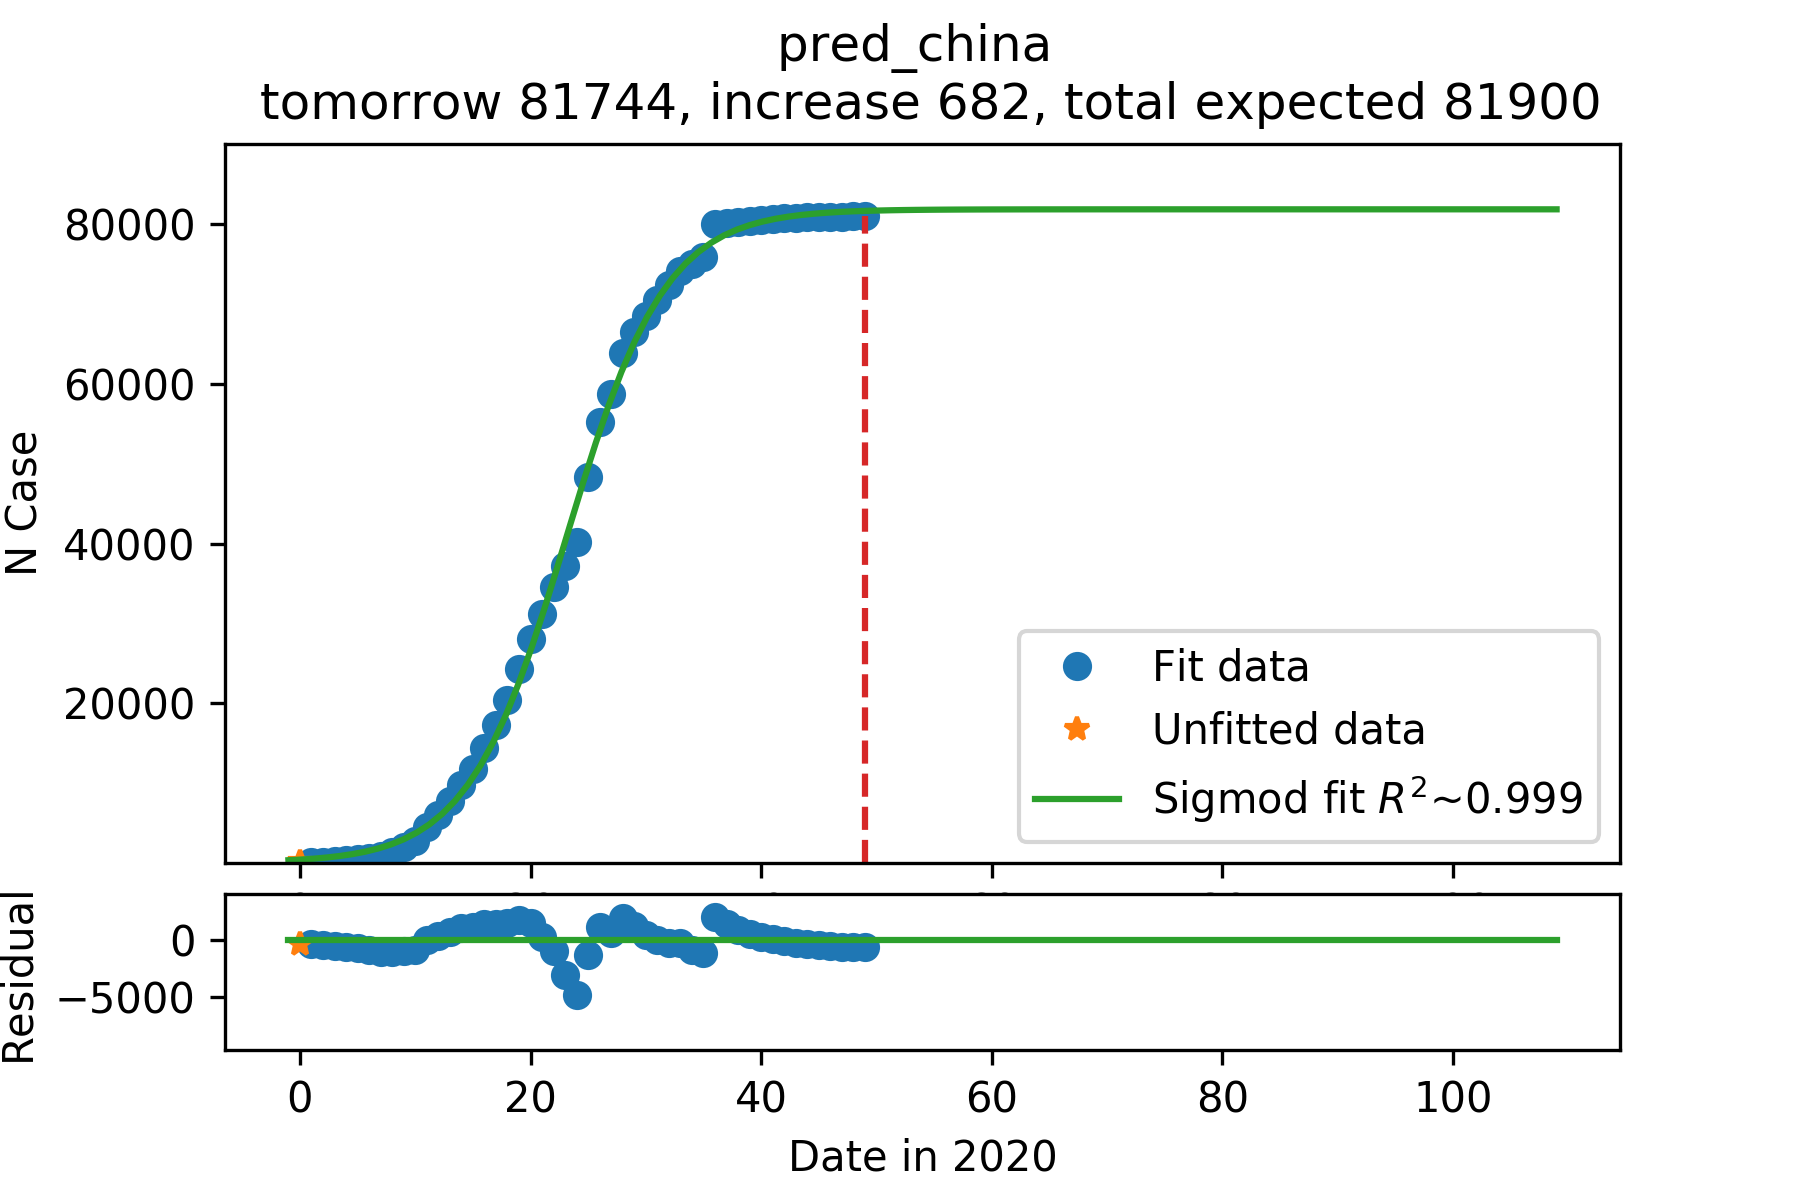 pred_china
tomorrow 81744, increase 682, total expected 81900
80000
60000
40000
20000
N Case
Fit data
Unfitted data
Sigmod fit R²~0.999
0
−5000
Residual
0 20 40 60 80 100
Date in 2020